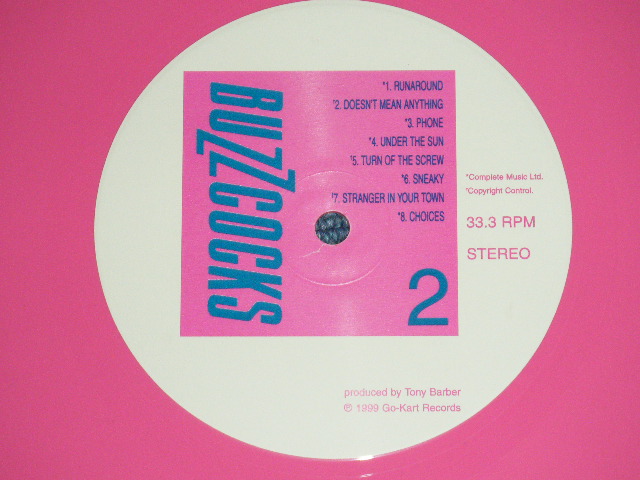 BUZZCOCKS
*1. RUNAROUND
'2. DOESN'T MEAN ANYTHING
*3. PHONE
*4. UNDER THE SUN
*5. TURN OF THE SCREW
*6. SNEAKY
'7. STRANGER IN YOUR TOWN
*8. CHOICES
2
*Complete Music Ltd.
'Copyright Control.
33.3 RPM
STEREO
produced by Tony Barber
℗ 1999 Go-Kart Records